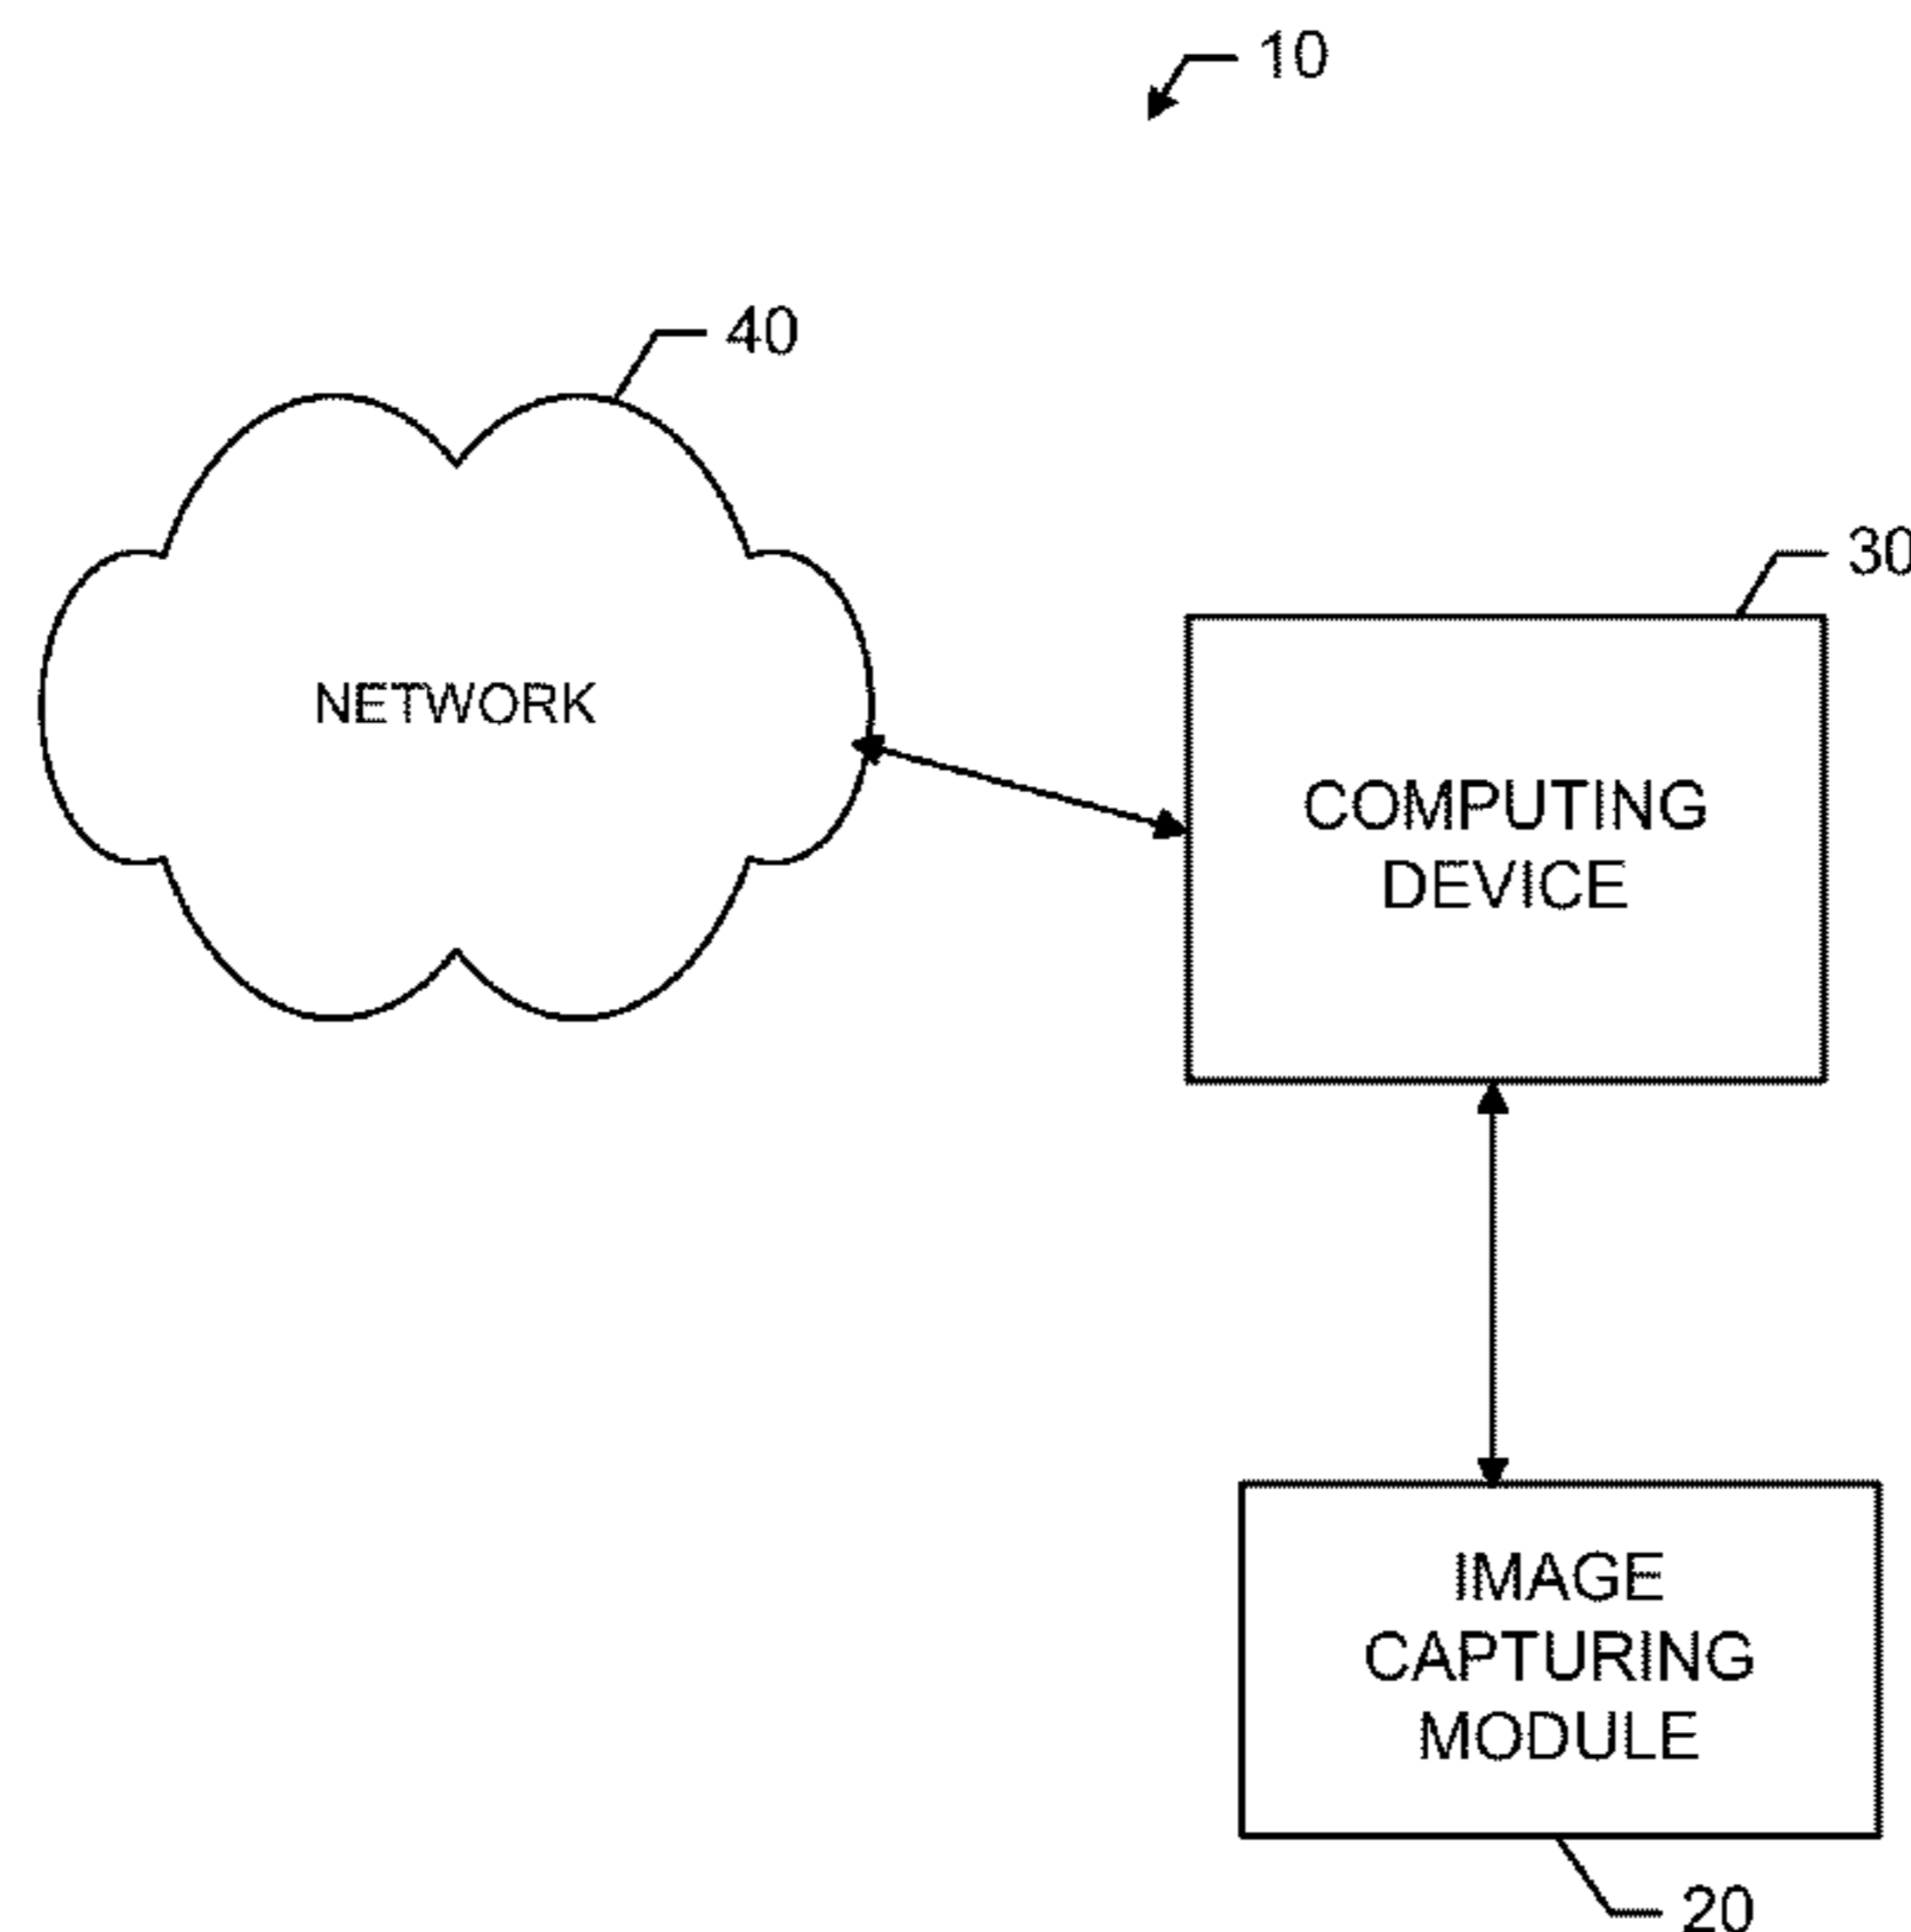 10
40
30
NETWORK
COMPUTING
DEVICE
IMAGE
CAPTURING
MODULE
20